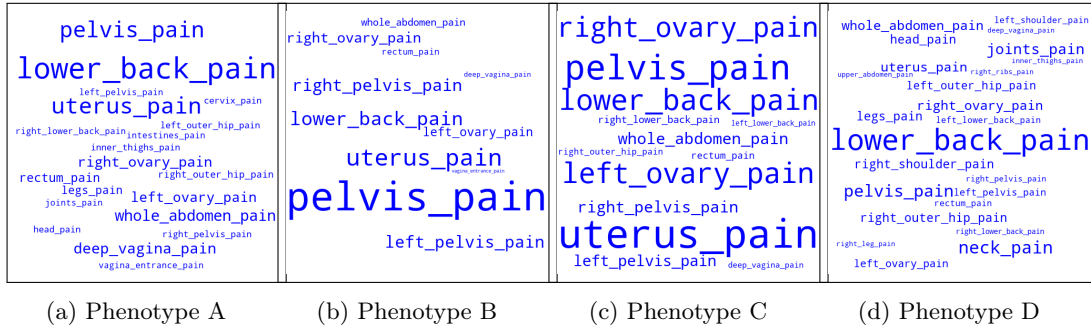 pelvis_pain
lower_back_pain
left_pelvis_pain
uterus_pain cervix_pain
right_lower_back_pain left_outer_hip_pain
intestines_pain
inner_thighs_pain
right_ovary_pain
rectum_pain right_outer_hip_pain
legs_pain
joints_pain left_ovary_pain
whole_abdomen_pain
head_pain right_pelvis_pain
deep_vagina_pain
vagina_entrance_pain
(a) Phenotype A
whole_abdomen_pain
right_ovary_pain
rectum_pain
deep_vagina_pain
right_pelvis_pain
lower_back_pain
left_ovary_pain
uterus_pain
vagina_entrance_pain
pelvis_pain
left_pelvis_pain
(b) Phenotype B
right_ovary_pain
pelvis_pain
lower_back_pain
right_lower_back_pain left_lower_back_pain
whole_abdomen_pain
right_outer_hip_pain rectum_pain
left_ovary_pain
right_pelvis_pain
uterus_pain
left_pelvis_pain deep_vagina_pain
(c) Phenotype C
whole_abdomen_pain left_shoulder_pain
deep_vagina_pain
head_pain
joints_pain
inner_thighs_pain
uterus_pain right_ribs_pain
upper_abdomen_pain
left_outer_hip_pain
right_ovary_pain
legs_pain left_lower_back_pain
lower_back_pain
right_shoulder_pain
right_pelvis_pain
pelvis_pain left_pelvis_pain
rectum_pain
right_outer_hip_pain
right_lower_back_pain
right_leg_pain neck_pain
left_ovary_pain
(d) Phenotype D